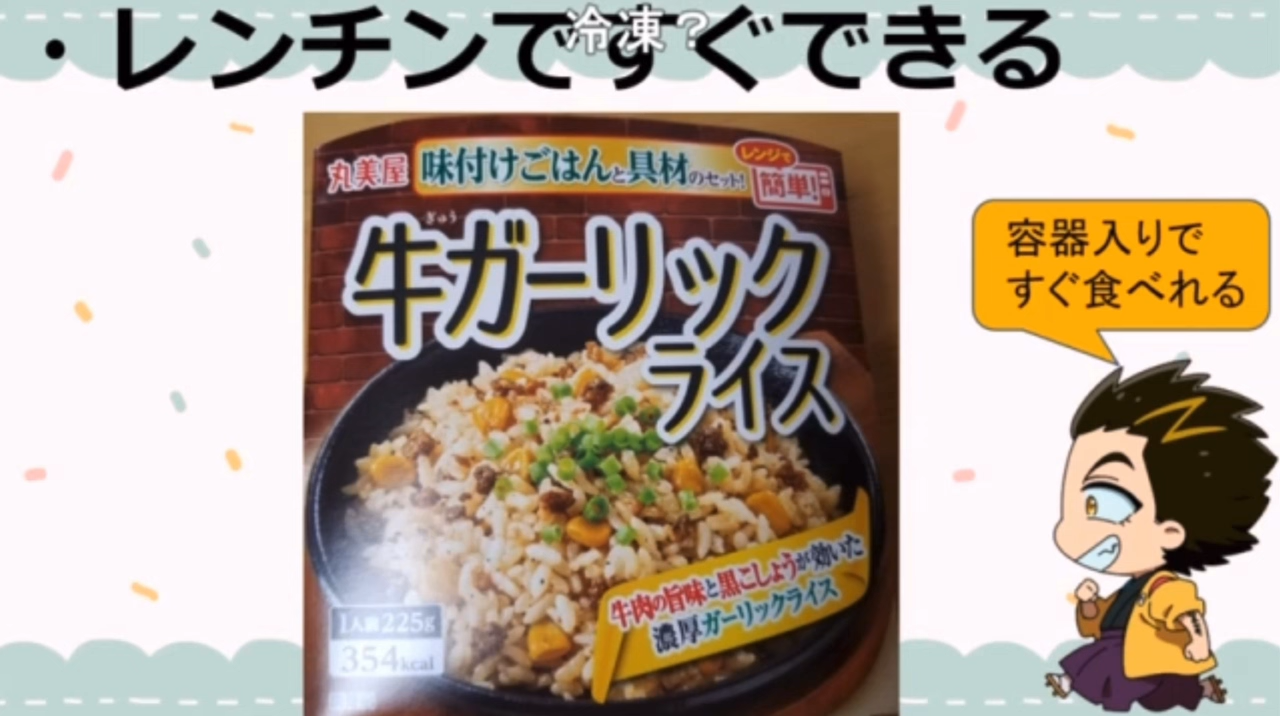 ・レンチンですぐできる
冷凍?
丸美屋
味付けごはんと具材のセット!
レンジで
簡単!
ぎゅう
牛ガーリック
ライス
牛肉の旨味と黒こしょうが効いた
濃厚ガーリックライス
1人前225g
354kcal
容器入りで
すぐ食べれる